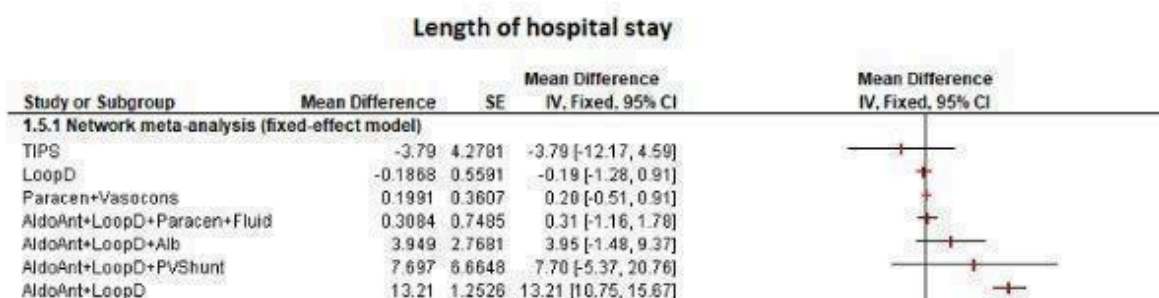 Length of hospital stay
Mean Difference Mean Difference
Study or Subgroup Mean Difference SE IV, Fixed, 95% CI IV, Fixed, 95% CI
1.5.1 Network meta-analysis (fixed-effect model)
TIPS -3.79 4.2781 -3.79 [-12.17, 4.59]
LoopD -0.1868 0.5591 -0.19 [-1.28, 0.91]
Paracen+Vasocons 0.1991 0.3607 0.20 [-0.51, 0.91]
AldoAnt+LoopD+Paracen+Fluid 0.3084 0.7485 0.31 [-1.16, 1.78]
AldoAnt+LoopD+Alb 3.949 2.7681 3.95 [-1.48, 9.37]
AldoAnt+LoopD+PVShunt 7.697 6.6648 7.70 [-5.37, 20.76]
AldoAnt+LoopD 13.21 1.2526 13.21 [10.75, 15.67]